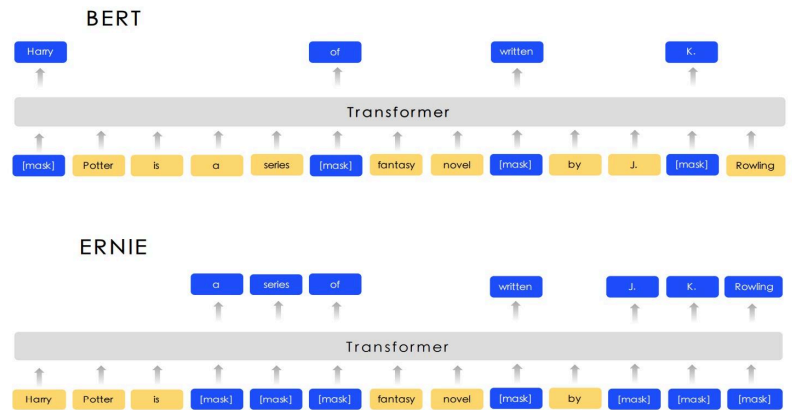 BERT
Harry of written K.
Transformer
[mask] Potter is a series [mask] fantasy novel [mask] by J. [mask] Rowling
ERNIE
a series of written J. K. Rowling
Transformer
Harry Potter is [mask] [mask] [mask] fantasy novel [mask] by [mask] [mask] [mask]